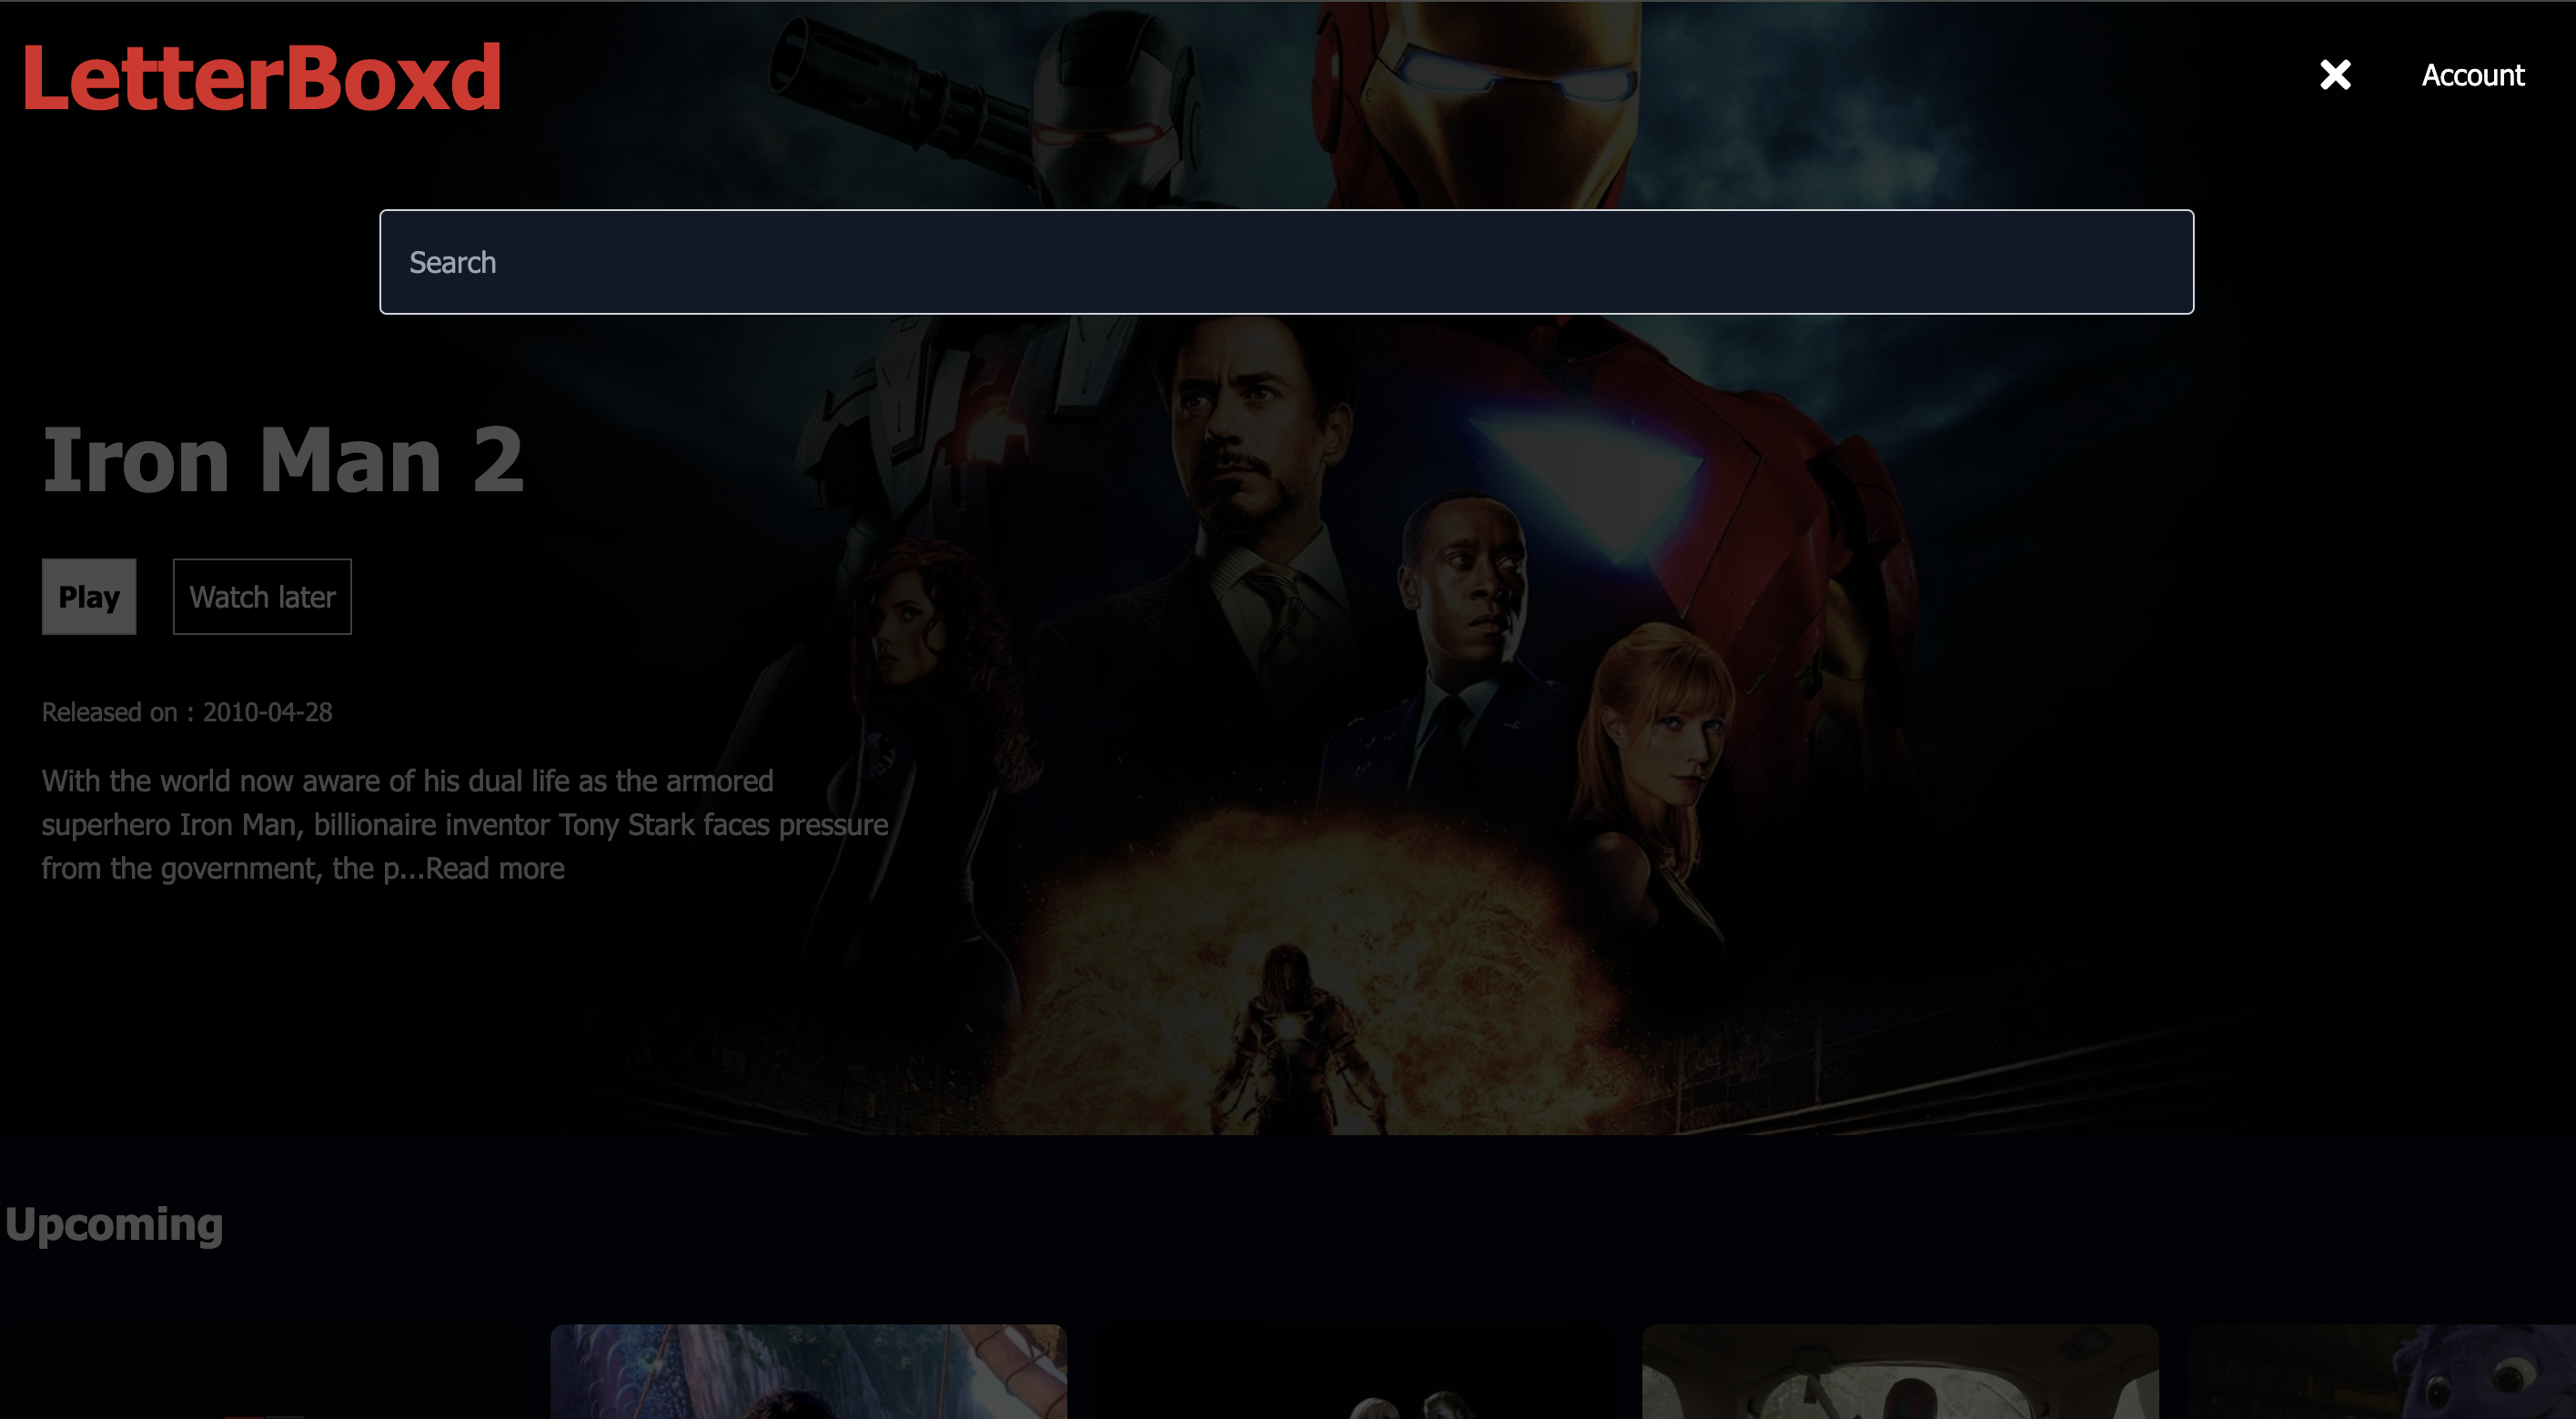 LetterBoxd
Account
Search
Iron Man 2
Play
Watch later
Released on : 2010-04-28
With the world now aware of his dual life as the armored
superhero Iron Man, billionaire inventor Tony Stark faces pressure
from the government, the p...Read more
Upcoming